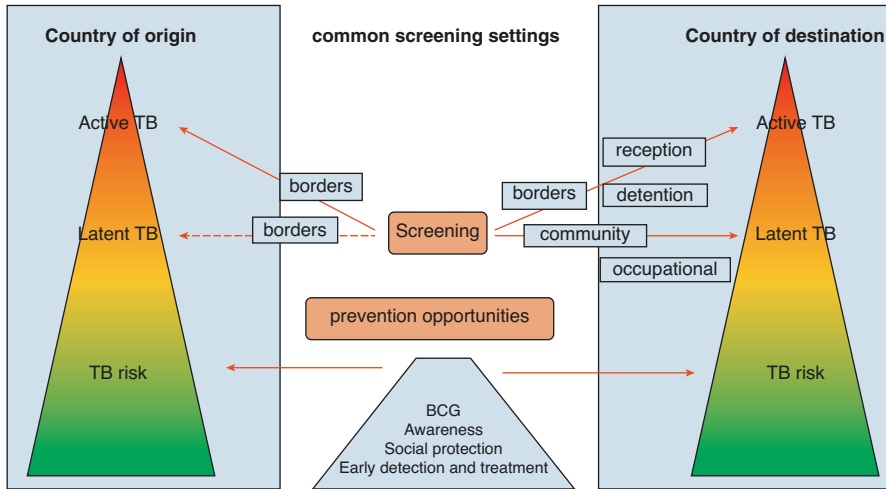 Country of origin
common screening settings
Country of destination
Active TB
Active TB
reception
borders
borders
detention
Latent TB
borders
Screening
community
Latent TB
occupational
prevention opportunities
TB risk
TB risk
BCG
Awareness
Social protection
Early detection and treatment